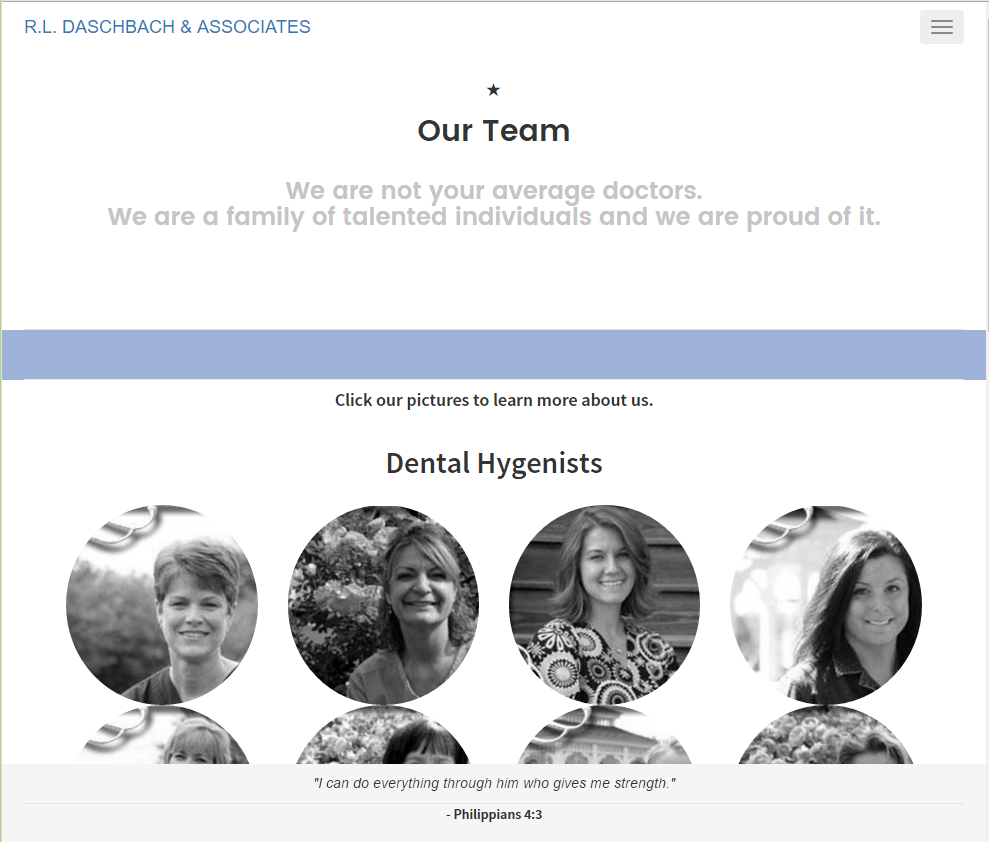 R.L. DASCHBACH & ASSOCIATES
★
Our Team
We are not your average doctors.
We are a family of talented individuals and we are proud of it.
Click our pictures to learn more about us.
Dental Hygenists
"I can do everything through him who gives me strength."
- Philippians 4:3